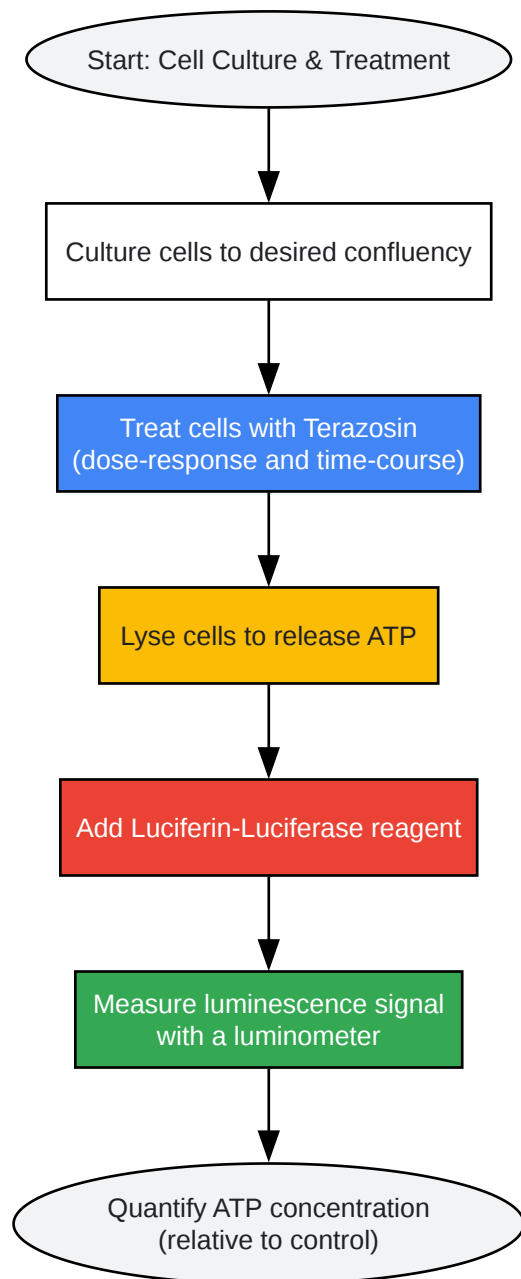 Start: Cell Culture & Treatment
Culture cells to desired confluency
Treat cells with Terazosin
(dose-response and time-course)
Lyse cells to release ATP
Add Luciferin-Luciferase reagent
Measure luminescence signal
with a luminometer
Quantify ATP concentration
(relative to control)